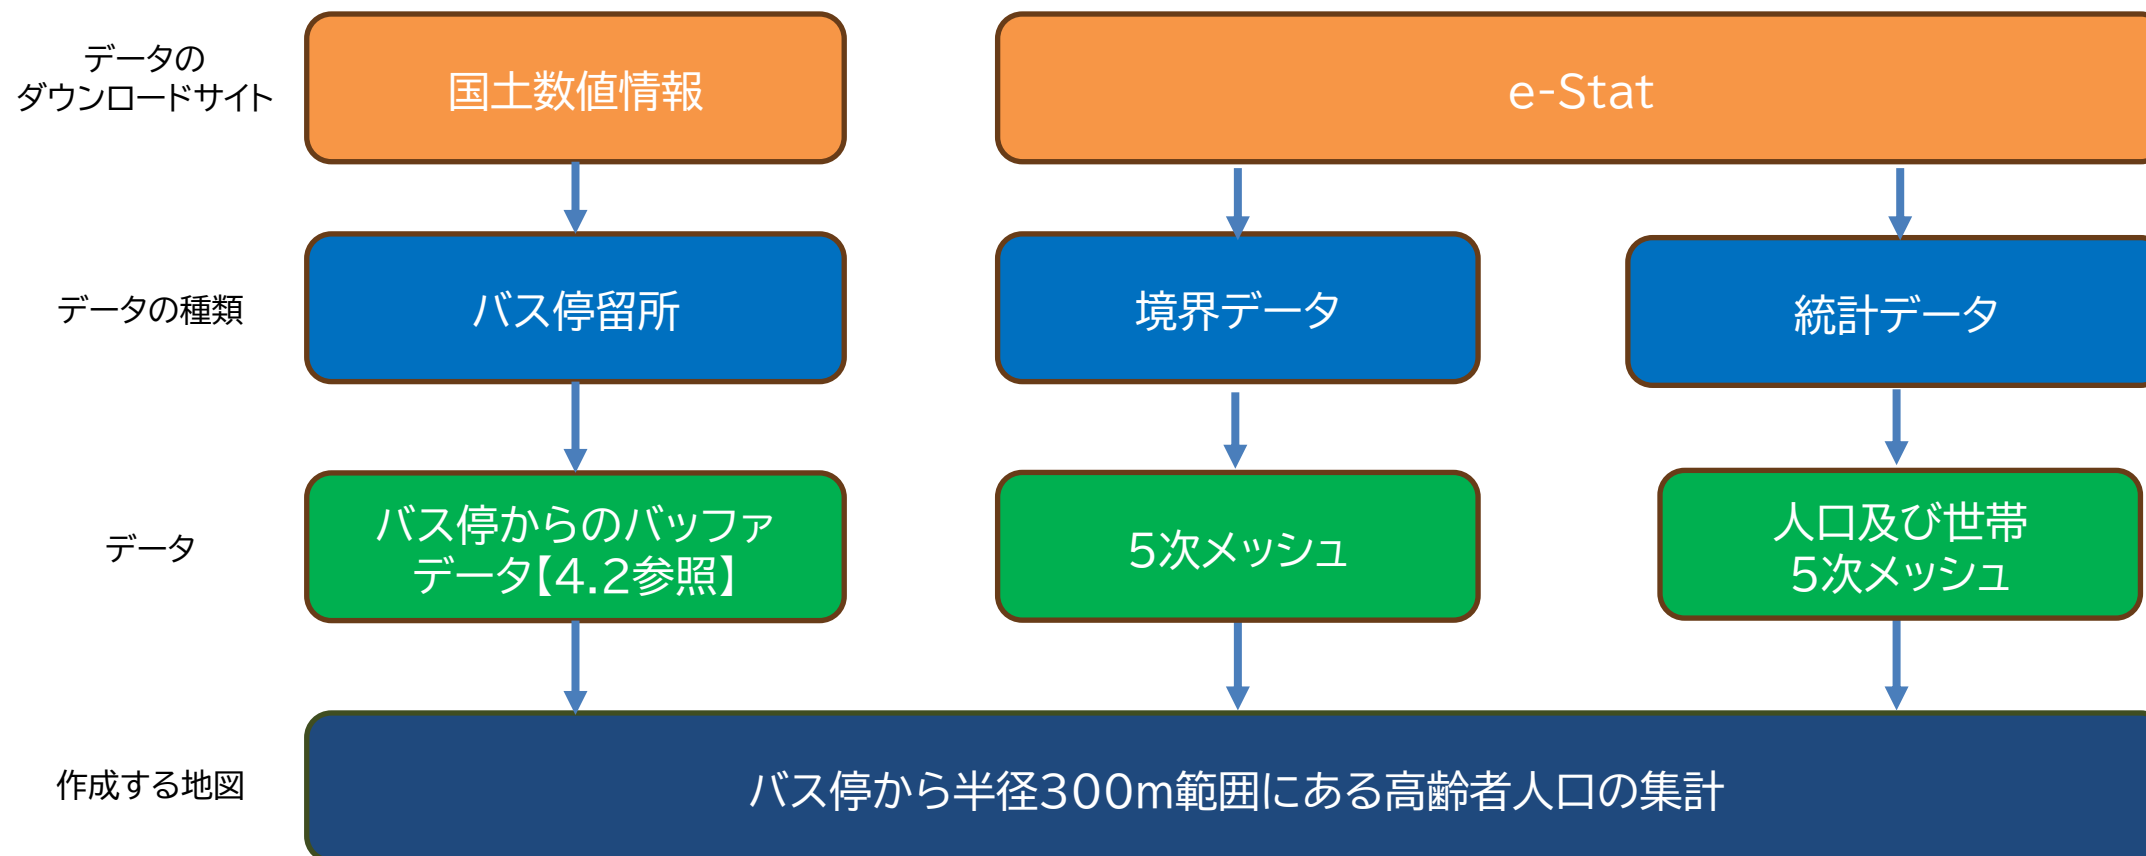 データの
ダウンロードサイト
国土数値情報
e-Stat
データの種類
バス停留所
境界データ
統計データ
データ
バス停からのバッファ
データ【4.2参照】
5次メッシュ
人口及び世帯
5次メッシュ
作成する地図
バス停から半径300m範囲にある高齢者人口の集計